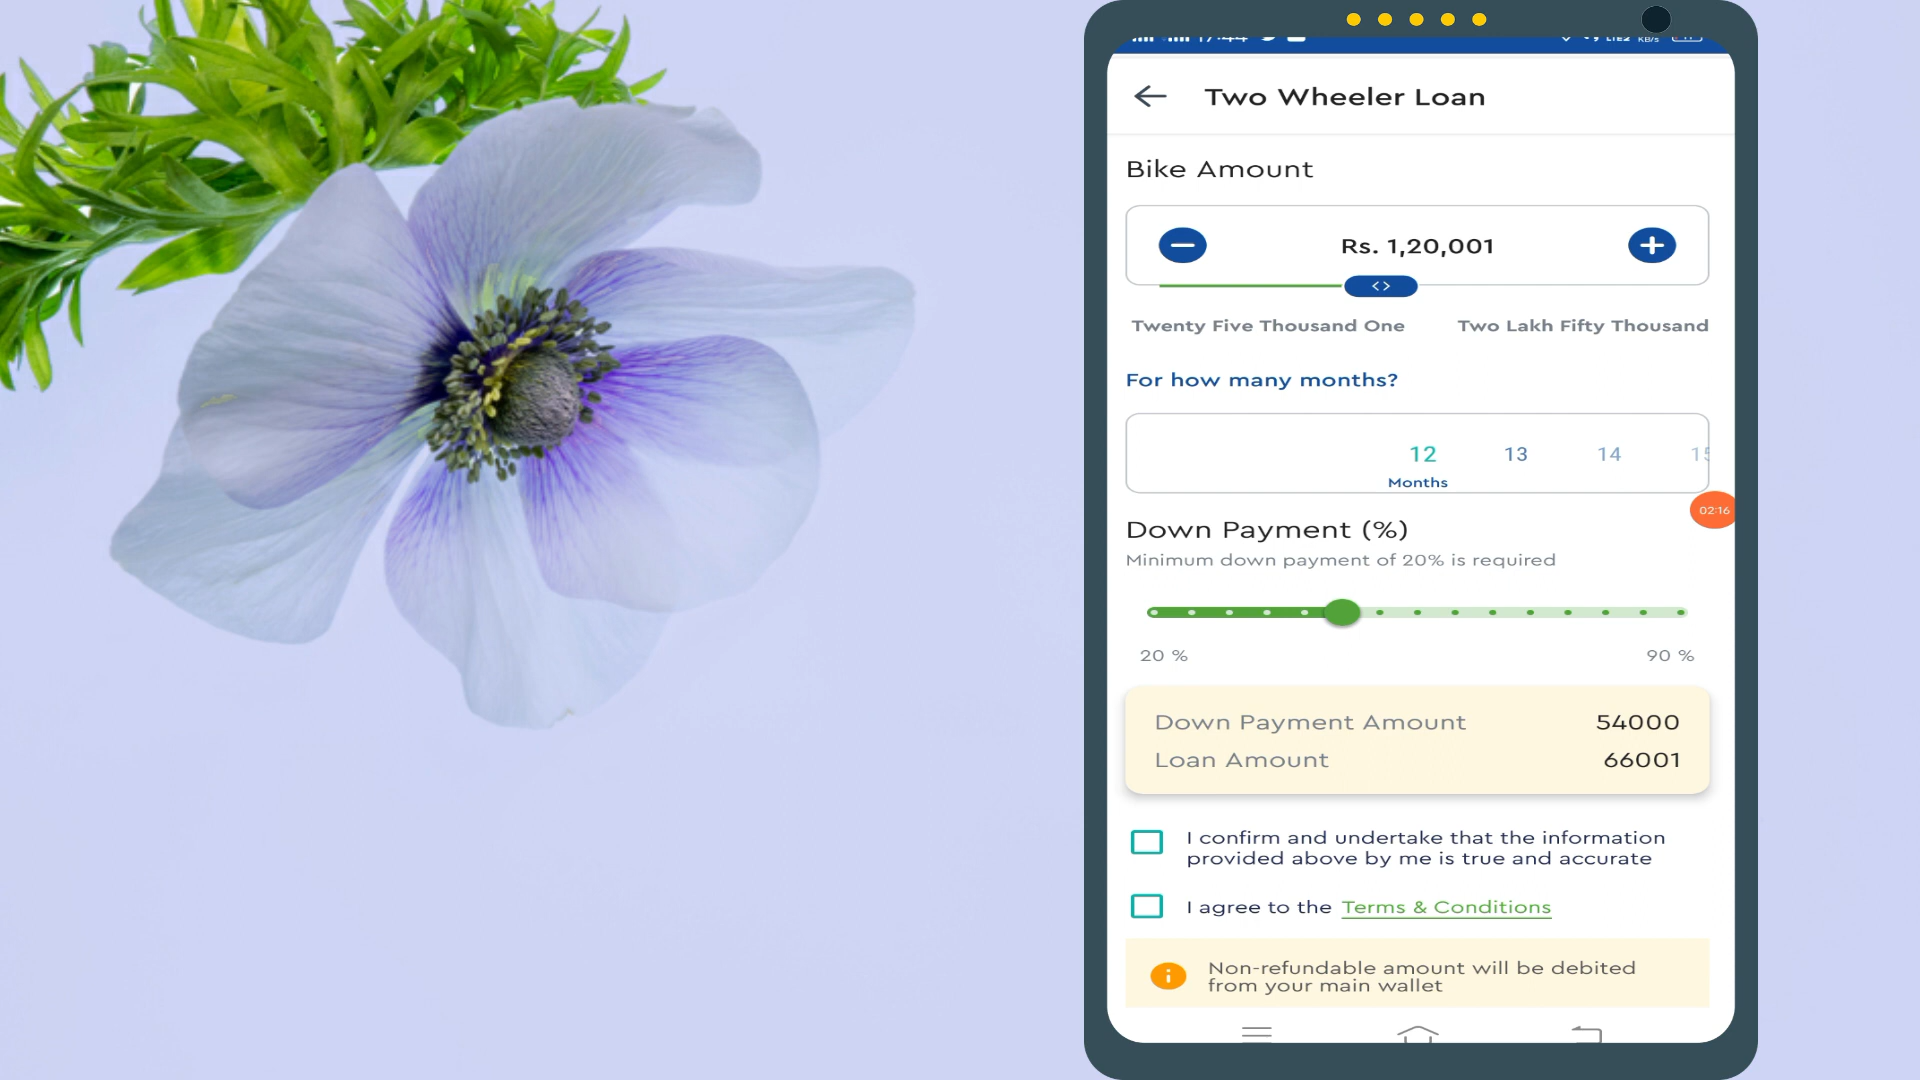 Two Wheeler Loan
Bike Amount
Rs. 1,20,001
Twenty Five Thousand One Two Lakh Fifty Thousand
For how many months?
12 13 14
Months
02:16
Down Payment (%)
Minimum down payment of 20% is required
20 % 90 %
Down Payment Amount 54000
Loan Amount 66001
I confirm and undertake that the information
provided above by me is true and accurate
I agree to the Terms & Conditions
Non-refundable amount will be debited
from your main wallet